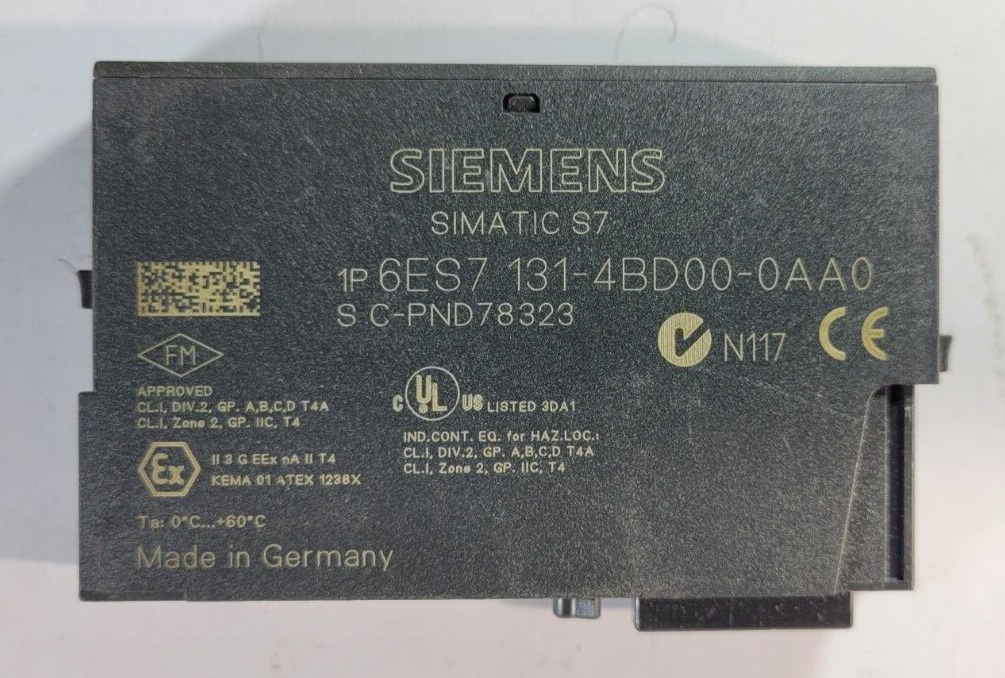 SIEMENS
SIMATIC S7
1P 6ES7 131-4BD00-0AA0
S C-PND78323
N117 CE
FM
APPROVED
CL.I, DIV.2, GP. A,B,C,D T4A
CL.I, Zone 2, GP. IIC, T4
C UL US LISTED 3DA1
IND.CONT. EQ. for HAZ.LOC.:
CL.I, DIV.2, GP. A,B,C,D T4A
CL.I, Zone 2, GP. IIC, T4
Ex II 3 G EEx nA II T4
KEMA 01 ATEX 1238X
Ta: 0°C...+60°C
Made in Germany